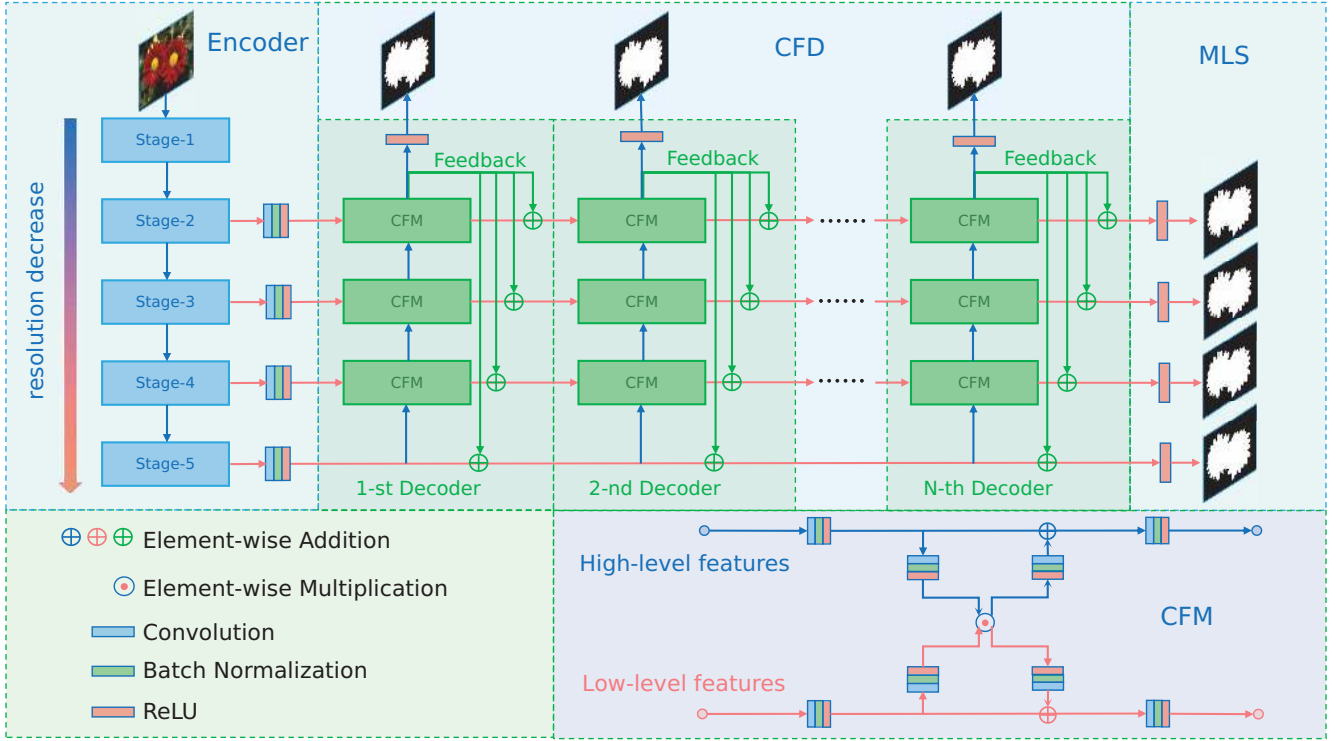 Encoder
CFD
MLS
resolution decrease
Stage-1
Stage-2
Stage-3
Stage-4
Stage-5
Feedback
CFM
CFM
CFM
1-st Decoder
Feedback
CFM
CFM
CFM
2-nd Decoder
Feedback
CFM
CFM
CFM
N-th Decoder
......
......
......
Element-wise Addition
Element-wise Multiplication
Convolution
Batch Normalization
ReLU
High-level features
CFM
Low-level features